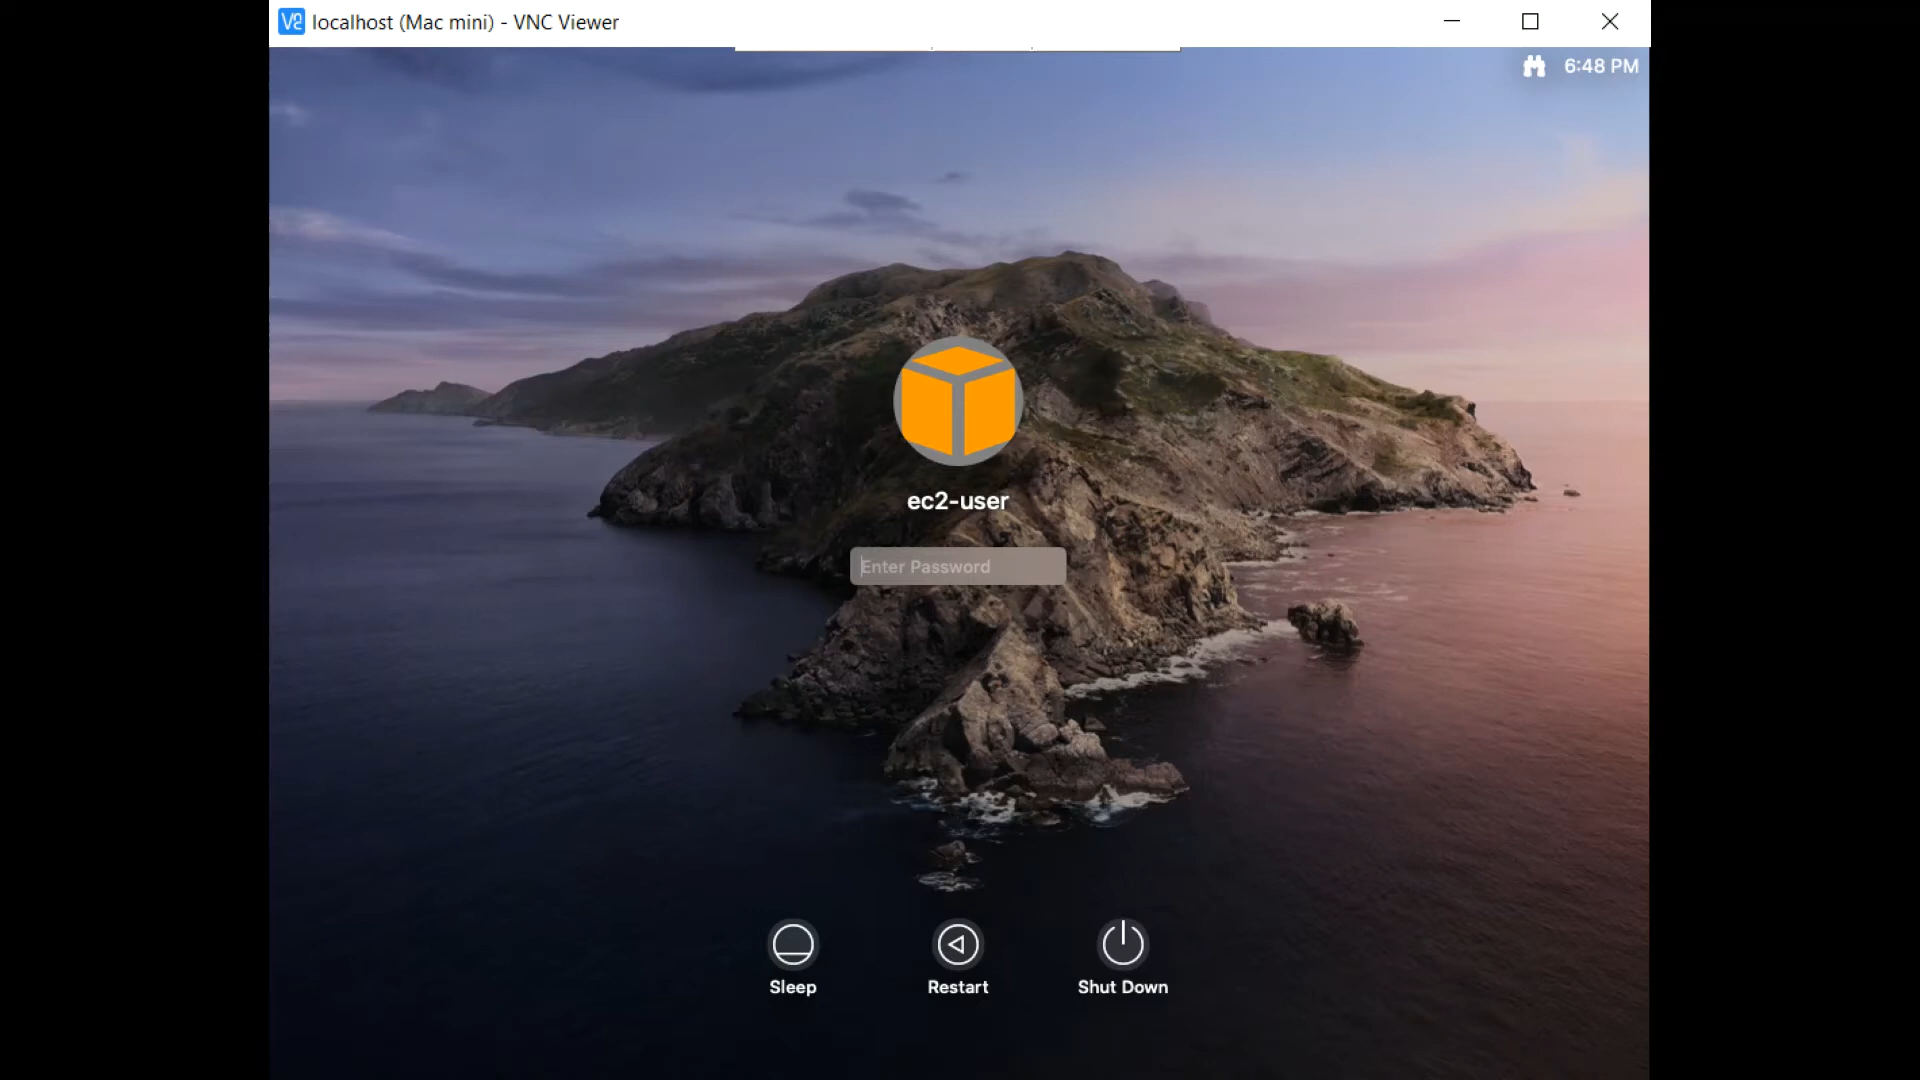 localhost (Mac mini) - VNC Viewer
6:48 PM
ec2-user
Enter Password
Sleep
Restart
Shut Down